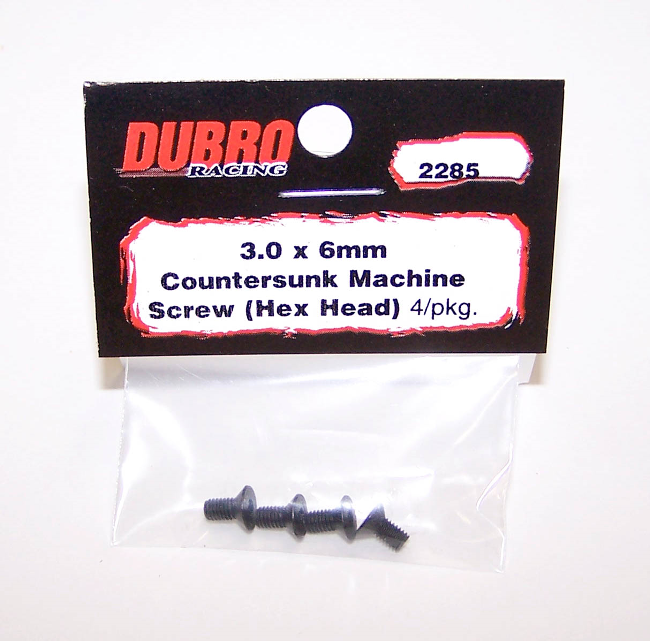 DUBRO
RACING
2285
3.0 x 6mm
Countersunk Machine
Screw (Hex Head) 4/pkg.